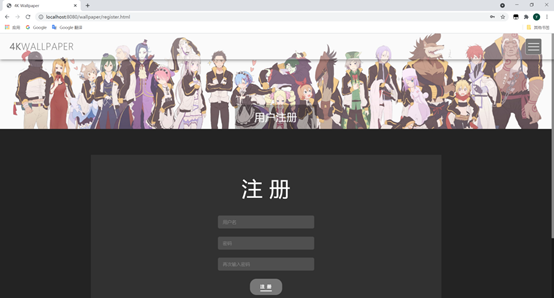 4K Wallpaper
localhost:8080/wallpaper/register.html
应用
Google
Google 翻译
阅读清单
4KWALLPAPER
用户注册
注 册
用户名
密码
再次输入密码
注 册